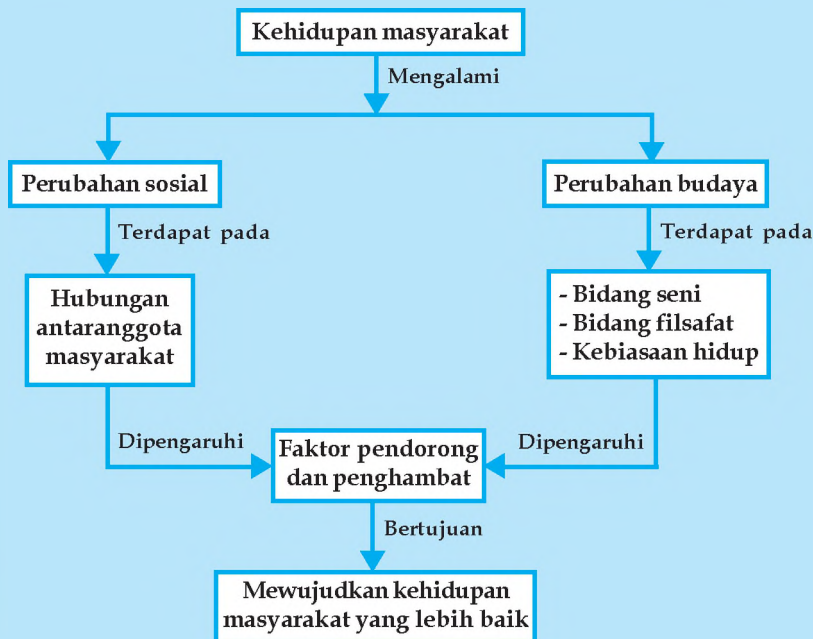 Kehidupan masyarakat
Mengalami
Perubahan sosial
Perubahan budaya
Terdapat pada
Terdapat pada
Hubungan
antaranggota
masyarakat
- Bidang seni
- Bidang filsafat
- Kebiasaan hidup
Dipengaruhi
Faktor pendorong
dan penghambat
Dipengaruhi
Bertujuan
Mewujudkan kehidupan
masyarakat yang lebih baik